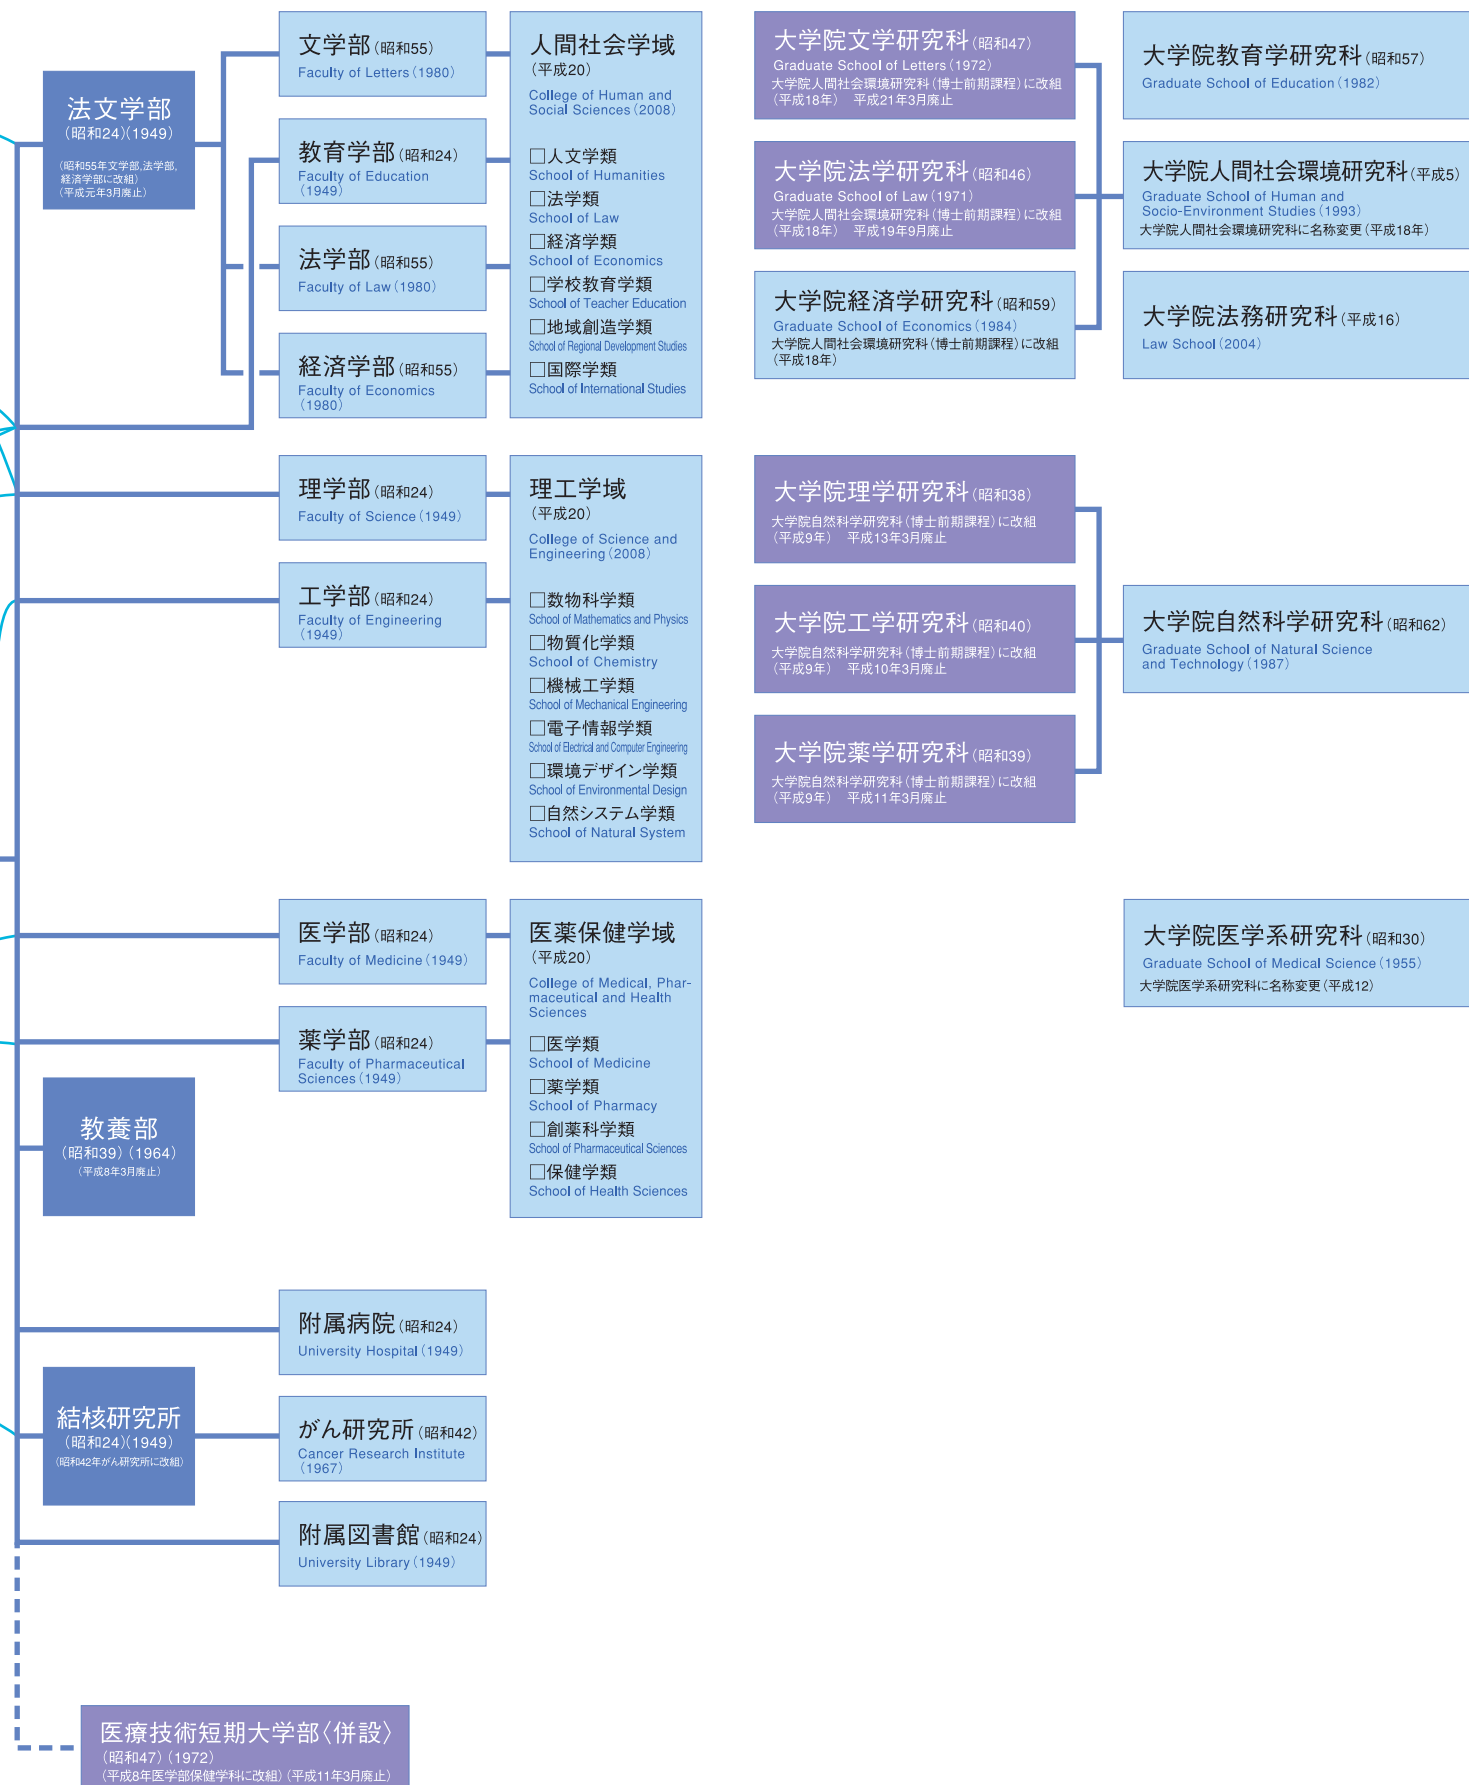 法文学部
（昭和24）(1949)
（昭和55年文学部,法学部,
経済学部に改組）
（平成元年3月廃止）
文学部（昭和55）
Faculty of Letters（1980）
教育学部（昭和24）
Faculty of Education
（1949）
法学部（昭和55）
Faculty of Law（1980）
経済学部（昭和55）
Faculty of Economics
（1980）
人間社会学域
（平成20）
College of Human and
Social Sciences（2008）
□人文学類
School of Humanities
□法学類
School of Law
□経済学類
School of Economics
□学校教育学類
School of Teacher Education
□地域創造学類
School of Regional Development Studies
□国際学類
School of International Studies
大学院文学研究科（昭和47）
Graduate School of Letters（1972）
大学院人間社会環境研究科（博士前期課程）に改組
（平成18年）　平成21年3月廃止
大学院法学研究科（昭和46）
Graduate School of Law（1971）
大学院人間社会環境研究科（博士前期課程）に改組
（平成18年）　平成19年9月廃止
大学院経済学研究科（昭和59）
Graduate School of Economics（1984）
大学院人間社会環境研究科（博士前期課程）に改組
（平成18年）
大学院教育学研究科（昭和57）
Graduate School of Education（1982）
大学院人間社会環境研究科（平成5）
Graduate School of Human and
Socio-Environment Studies（1993）
大学院人間社会環境研究科に名称変更（平成18年）
大学院法務研究科（平成16）
Law School（2004）
理学部（昭和24）
Faculty of Science（1949）
工学部（昭和24）
Faculty of Engineering
（1949）
理工学域
（平成20）
College of Science and
Engineering（2008）
□数物科学類
School of Mathematics and Physics
□物質化学類
School of Chemistry
□機械工学類
School of Mechanical Engineering
□電子情報学類
School of Electrical and Computer Engineering
□環境デザイン学類
School of Environmental Design
□自然システム学類
School of Natural System
大学院理学研究科（昭和38）
大学院自然科学研究科（博士前期課程）に改組
（平成9年）　平成13年3月廃止
大学院工学研究科（昭和40）
大学院自然科学研究科（博士前期課程）に改組
（平成9年）　平成10年3月廃止
大学院薬学研究科（昭和39）
大学院自然科学研究科（博士前期課程）に改組
（平成9年）　平成11年3月廃止
大学院自然科学研究科（昭和62）
Graduate School of Natural Science
and Technology（1987）
医学部（昭和24）
Faculty of Medicine（1949）
薬学部（昭和24）
Faculty of Pharmaceutical
Sciences（1949）
医薬保健学域
（平成20）
College of Medical, Phar-
maceutical and Health
Sciences
□医学類
School of Medicine
□薬学類
School of Pharmacy
□創薬科学類
School of Pharmaceutical Sciences
□保健学類
School of Health Sciences
大学院医学系研究科（昭和30）
Graduate School of Medical Science（1955）
大学院医学系研究科に名称変更（平成12）
教養部
（昭和39）（1964）
（平成8年3月廃止）
附属病院（昭和24）
University Hospital（1949）
結核研究所
（昭和24）(1949)
（昭和42年がん研究所に改組）
がん研究所（昭和42）
Cancer Research Institute
（1967）
附属図書館（昭和24）
University Library（1949）
医療技術短期大学部〈併設〉
（昭和47）（1972）
（平成8年医学部保健学科に改組）（平成11年3月廃止）